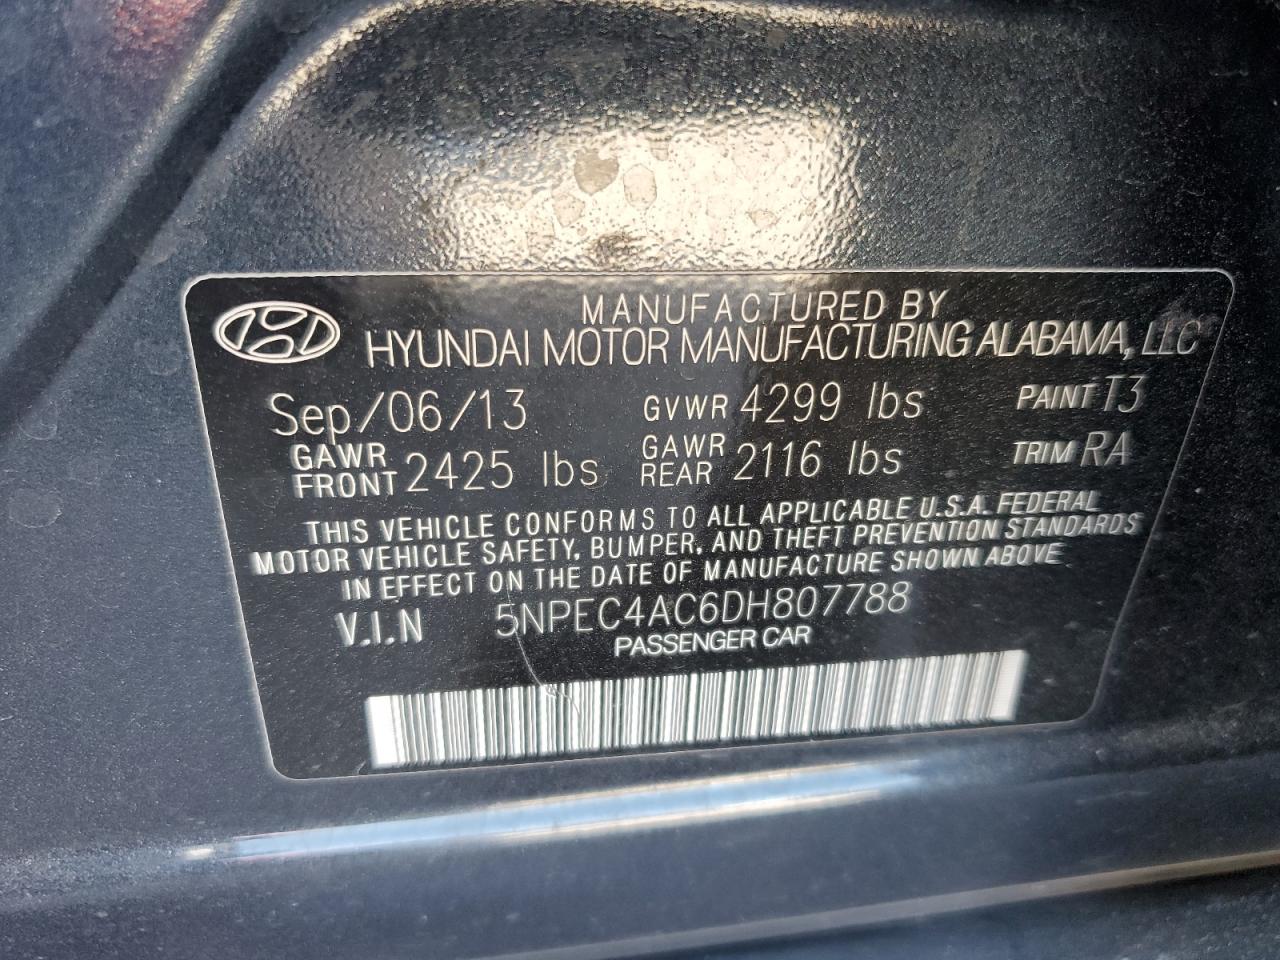 MANUFACTURED BY
HYUNDAI MOTOR MANUFACTURING ALABAMA, LLC
Sep/06/13 GVWR 4299 lbs PAINT T3
GAWR FRONT 2425 lbs GAWR REAR 2116 lbs TRIM RA
THIS VEHICLE CONFORMS TO ALL APPLICABLE U.S.A. FEDERAL
MOTOR VEHICLE SAFETY, BUMPER, AND THEFT PREVENTION STANDARDS
IN EFFECT ON THE DATE OF MANUFACTURE SHOWN ABOVE
V.I.N 5NPEC4AC6DH807788
PASSENGER CAR